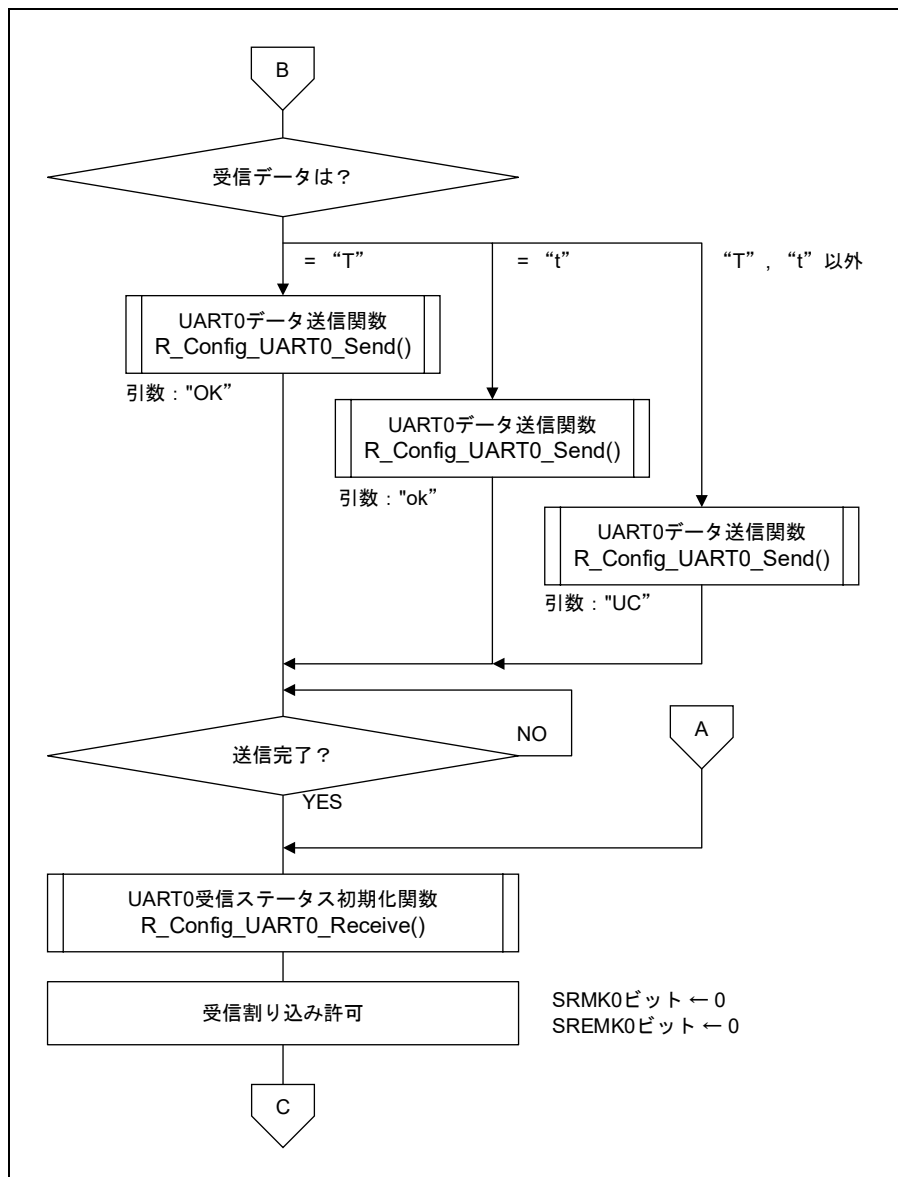 B
受信データは？
= “T”
= “t”
“T”, “t” 以外
UART0データ送信関数
R_Config_UART0_Send()
引数："OK”
UART0データ送信関数
R_Config_UART0_Send()
引数："ok”
UART0データ送信関数
R_Config_UART0_Send()
引数："UC”
送信完了？
NO
A
YES
UART0受信ステータス初期化関数
R_Config_UART0_Receive()
受信割り込み許可
SRMK0ビット ← 0
SREMK0ビット ← 0
C